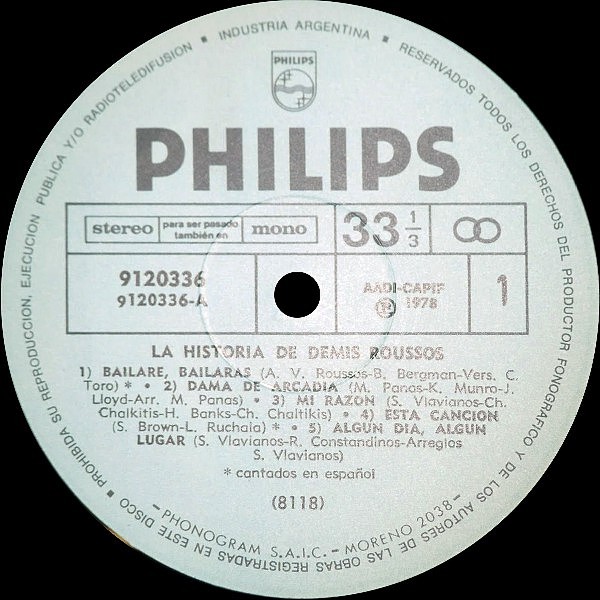 INDUSTRIA ARGENTINA ▪ RESERVADOS TODOS LOS DERECHOS DEL PRODUCTOR FONOGRAFICO Y DE LOS AUTORES DE LAS OBRAS REGISTRADAS EN ESTE DISCO ▪ PROHIBIDA SU REPRODUCCION, EJECUCION PUBLICA Y/O RADIOTELEDIFUSION ▪
PHILIPS
PHILIPS
stereo para ser pasado también en mono 33 1/3
9120336
9120336-A
AADI-CAPIF
Ⓟ 1978
1
LA HISTORIA DE DEMIS ROUSSOS
1) BAILARE, BAILARAS (A. V. Roussos-B. Bergman-Vers. C.
Toro) * • 2) DAMA DE ARCADIA (M. Panas-K. Munro-J.
Lloyd-Arr. M. Panas) • 3) MI RAZON (S. Vlavianos-Ch.
Chalkitis-H. Banks-Ch. Chaltikis) • 4) ESTA CANCION
(S. Brown-L. Ruchala) * • 5) ALGUN DIA, ALGUN
LUGAR (S. Vlavianos-R. Constandinos-Arreglos
S. Vlavianos)
* cantados en español
(8118)
-PHONOGRAM S.A.I.C.- MORENO 2038-